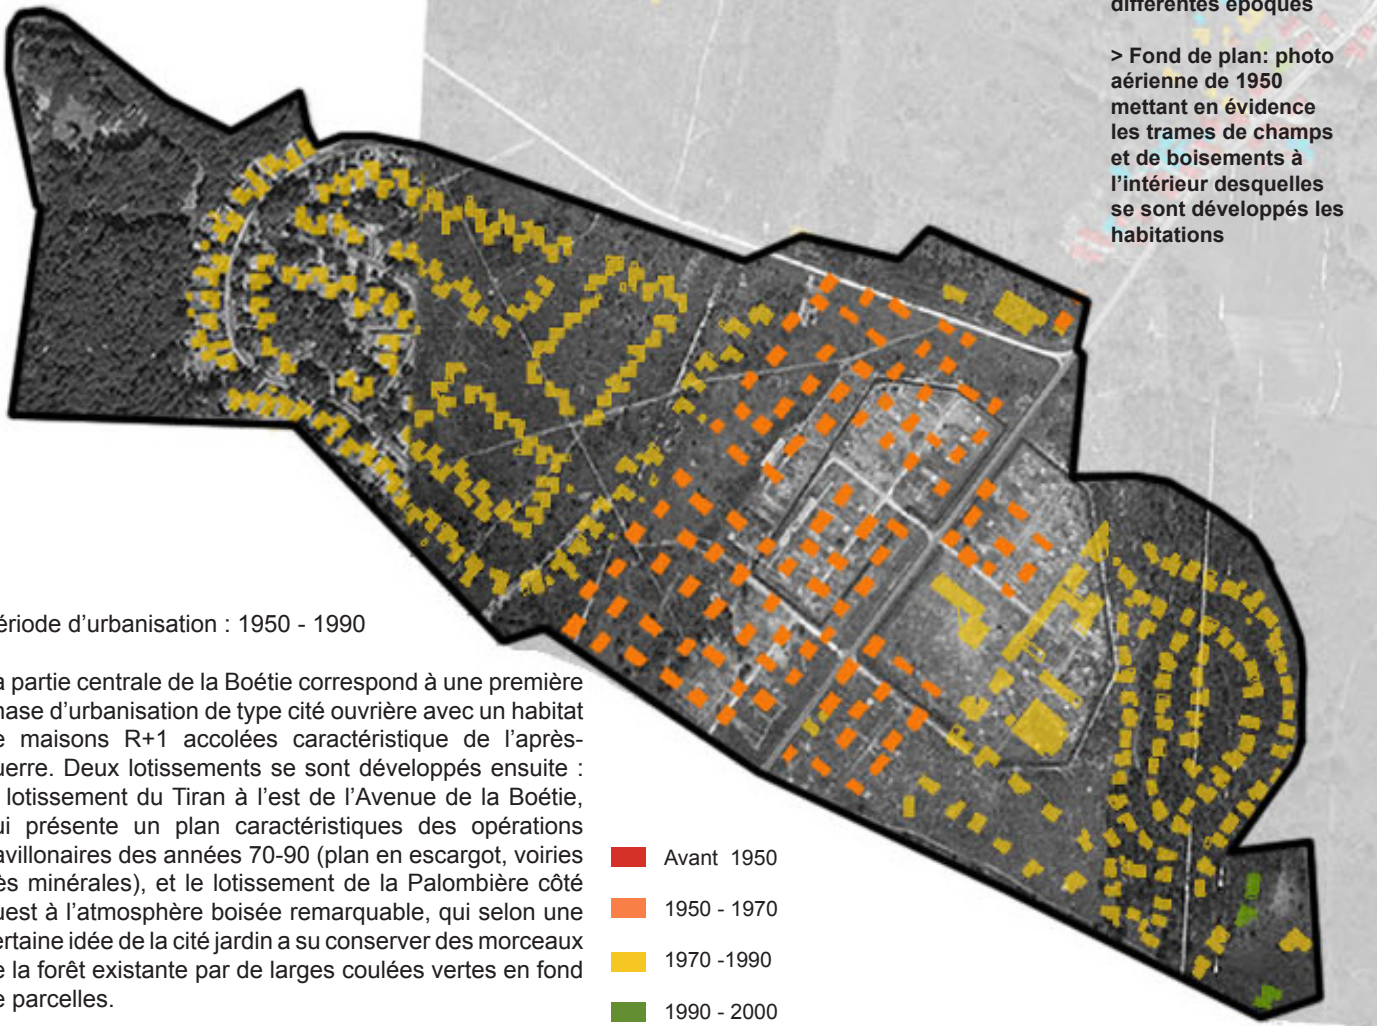 différentes époques
> Fond de plan: photo
aérienne de 1950
mettant en évidence
les trames de champs
et de boisements à
l'intérieur desquelles
se sont développés les
habitations
ériode d'urbanisation : 1950 - 1990
a partie centrale de la Boétie correspond à une première
hase d'urbanisation de type cité ouvrière avec un habitat
e maisons R+1 accolées caractéristique de l'après-
uerre. Deux lotissements se sont développés ensuite :
lotissement du Tiran à l'est de l'Avenue de la Boétie,
ui présente un plan caractéristiques des opérations
avillonaires des années 70-90 (plan en escargot, voiries
ès minérales), et le lotissement de la Palombière côté
uest à l'atmosphère boisée remarquable, qui selon une
ertaine idée de la cité jardin a su conserver des morceaux
e la forêt existante par de larges coulées vertes en fond
e parcelles.
Avant 1950
1950 - 1970
1970 -1990
1990 - 2000